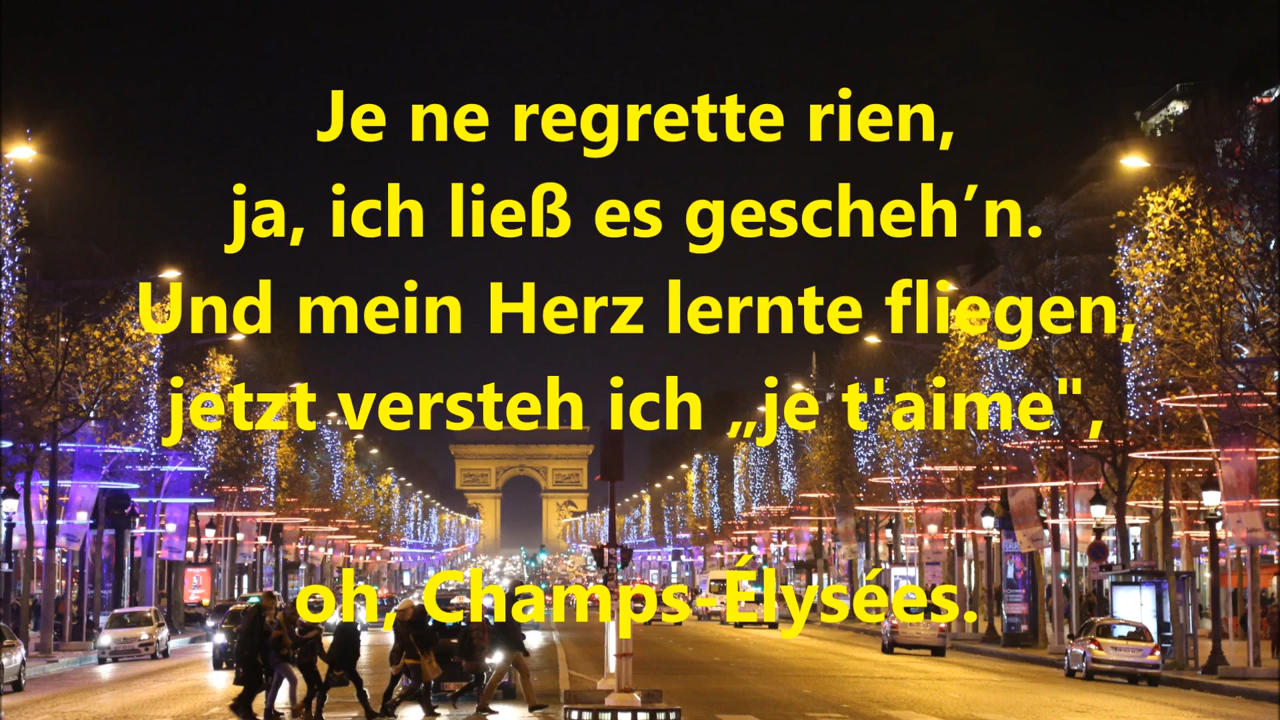 Je ne regrette rien,
ja, ich ließ es gescheh’n.
Und mein Herz lernte fliegen,
jetzt versteh ich „je t'aime",
oh, Champs-Élysées.